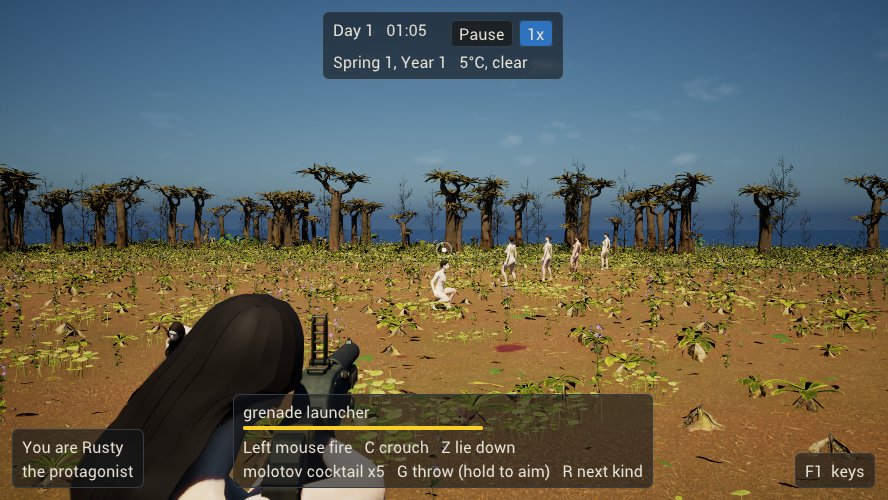 Day 1 01:05 Pause 1x
Spring 1, Year 1 5°C, clear
grenade launcher
Left mouse fire C crouch Z lie down
molotov cocktail x5 G throw (hold to aim) R next kind
You are Rusty
the protagonist
F1 keys